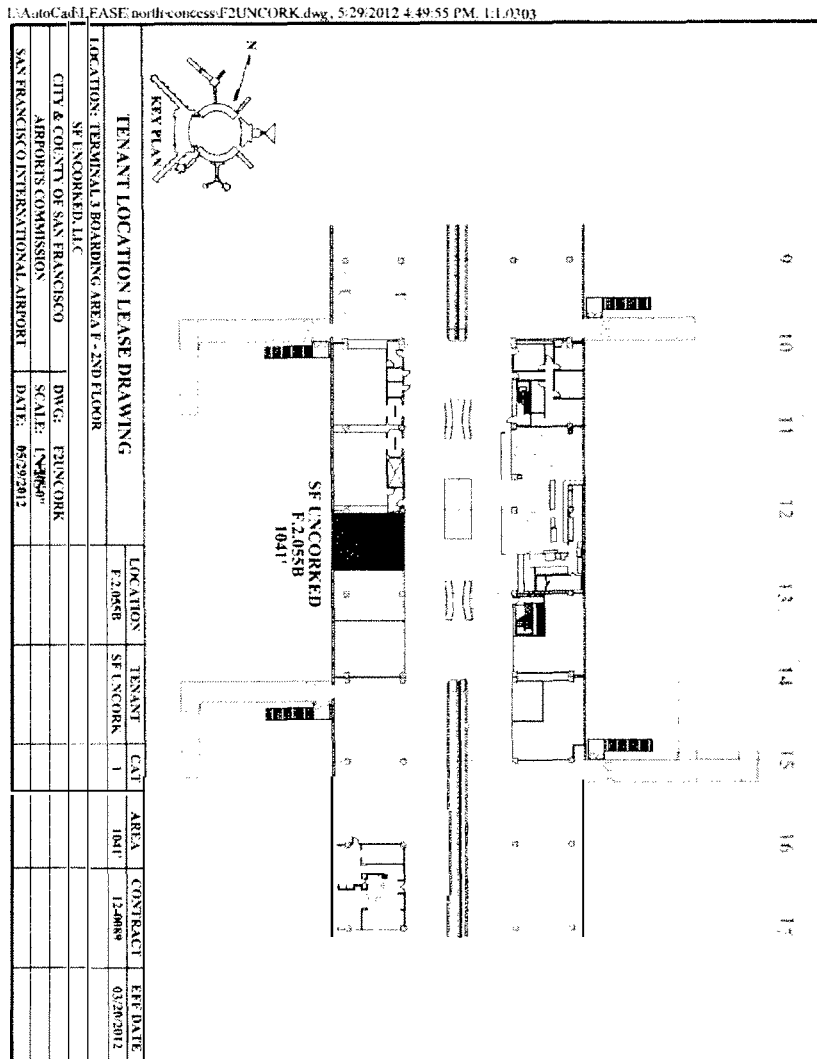 L:\AutoCad\LEASE\north-concess\F2UNCORK.dwg, 5/29/2012 4:49:55 PM, 1:1.0303
N
KEY PLAN
9
10
11
12
13
14
15
16
17
SF UNCORKED
F.2.055B
1041'
TENANT LOCATION LEASE DRAWING
LOCATION: TERMINAL 3 BOARDING AREA F - 2ND FLOOR
SF UNCORKED, LLC
CITY & COUNTY OF SAN FRANCISCO
AIRPORTS COMMISSION
SAN FRANCISCO INTERNATIONAL AIRPORT
DWG: F2UNCORK
SCALE:
DATE: 05/29/2012
LOCATION TENANT CAT AREA CONTRACT EFF DATE
F.2.055B SF UNCORK 1 1041' 12-0089 03/20/2012